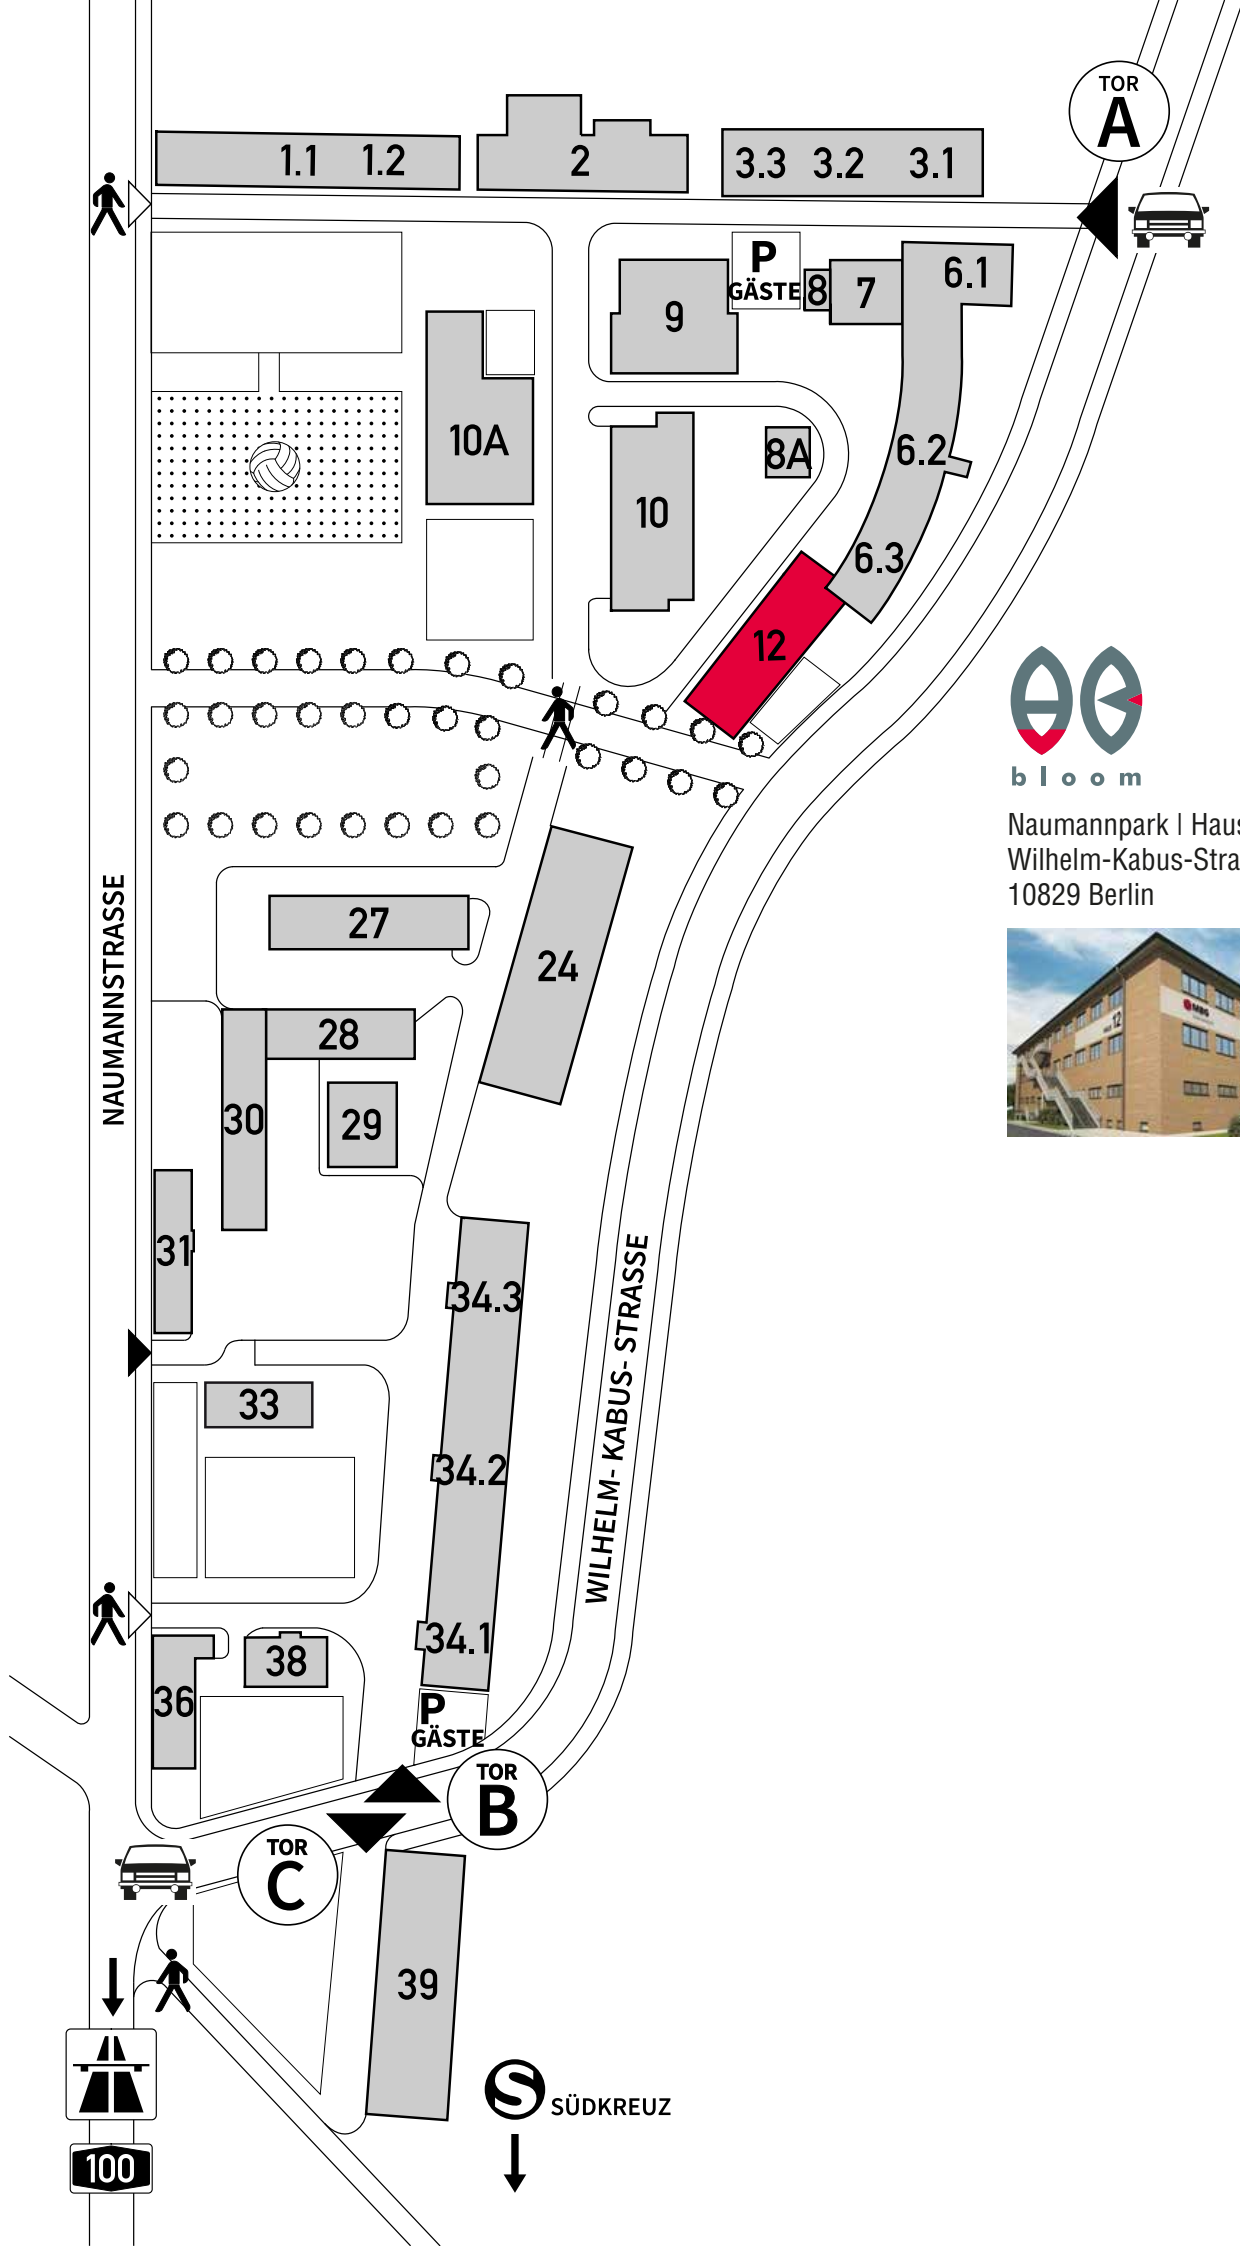 TOR
A
1.1 1.2
2
3.3 3.2 3.1
P
GÄSTE
8
7
6.1
9
10A
8A
6.2
10
6.3
12
bloom
Naumannpark | Haus
Wilhelm-Kabus-Stra
10829 Berlin
NAUMANNSTRASSE
27
24
28
30
29
12
31
34.3
WILHELM-KABUS-STRASSE
33
34.2
34.1
38
36
P
GÄSTE
TOR
B
TOR
C
39
S SÜDKREUZ
100